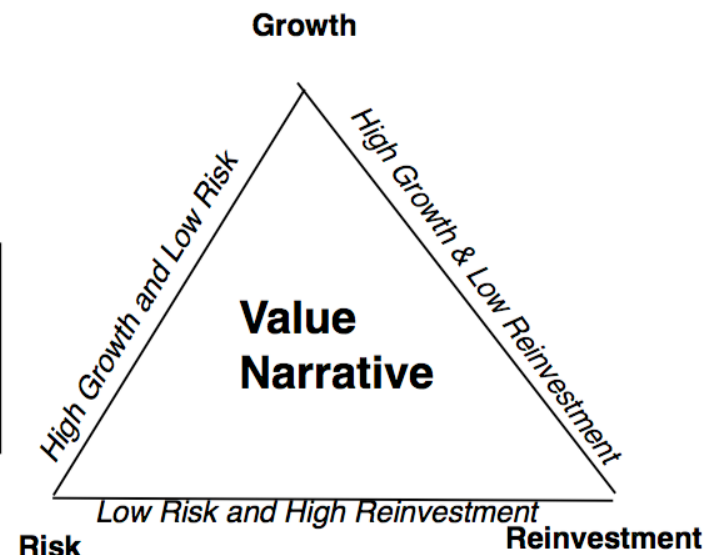 Growth
High Growth and Low Risk
High Growth & Low Reinvestment
Value
Narrative
Low Risk and High Reinvestment
Risk
Reinvestment